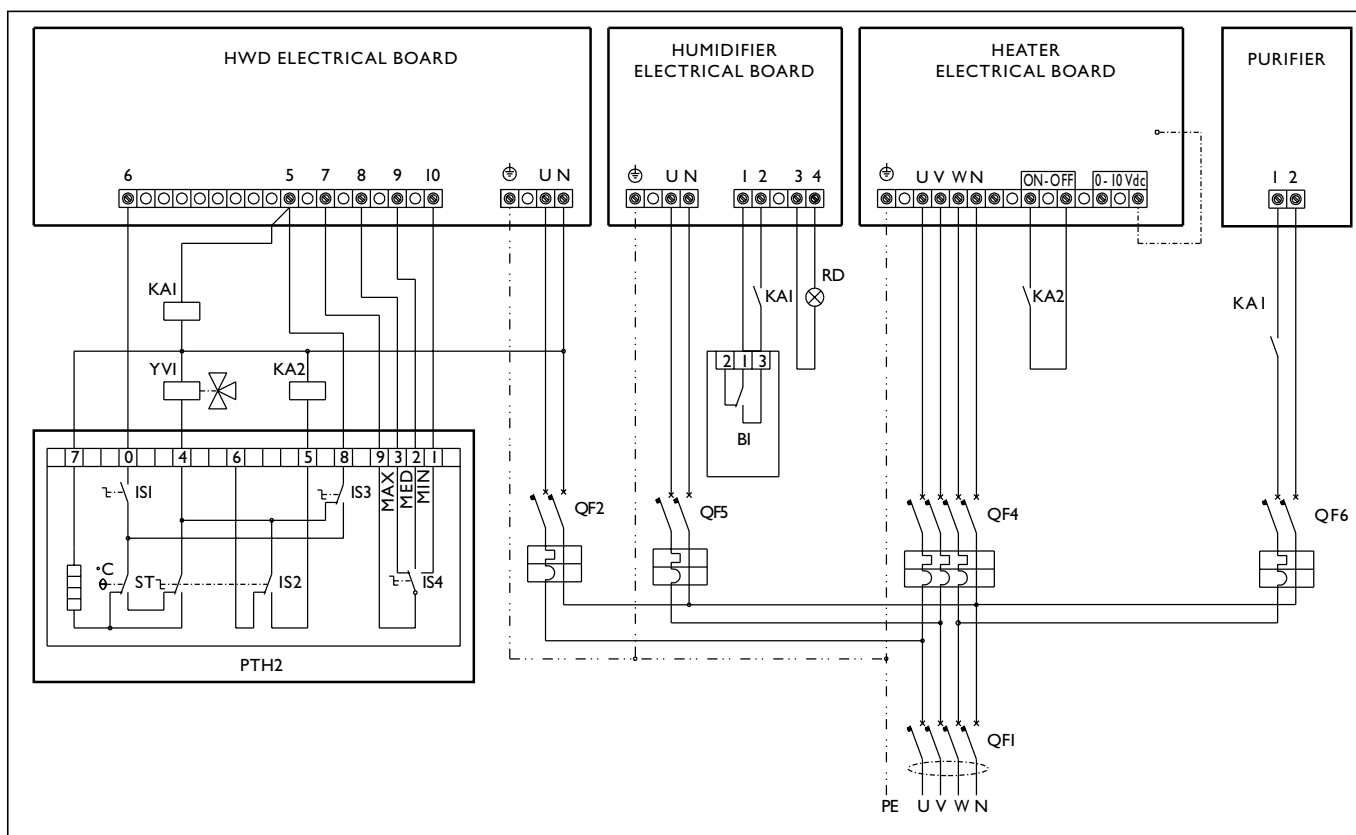 HWD ELECTRICAL BOARD
HUMIDIFIER
ELECTRICAL BOARD
HEATER
ELECTRICAL BOARD
PURIFIER
6 5 7 8 9 10 U N
U N 1 2 3 4
U V W N ON-OFF 0-10 Vdc
1 2
KA1
KA1
RD
KA2
KA1
YV1
KA2
2 1 3
B1
7 0 4 6 5 8 9 3 2 1
IS1
IS3
MAX
MED
MIN
QF2
QF5
QF4
QF6
°C
ST
IS2
IS4
PTH2
QF1
PE U V W N